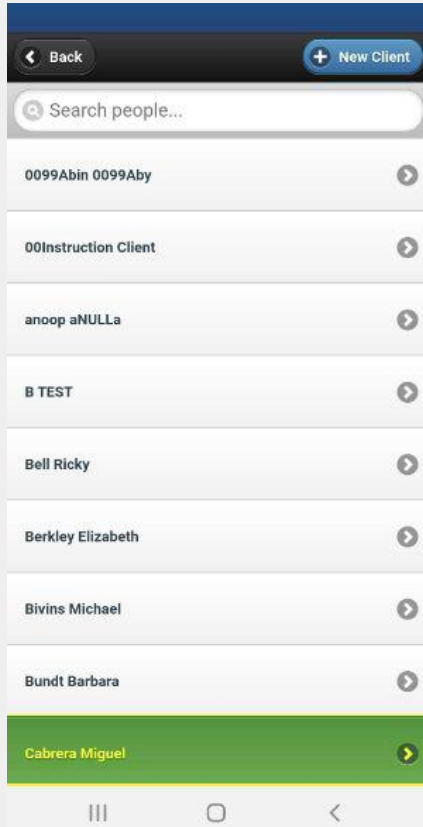 Back
New Client
Search people...
0099Abin 0099Aby
00Instruction Client
anoop aNULLa
B TEST
Bell Ricky
Berkley Elizabeth
Bivins Michael
Bundt Barbara
Cabrera Miguel